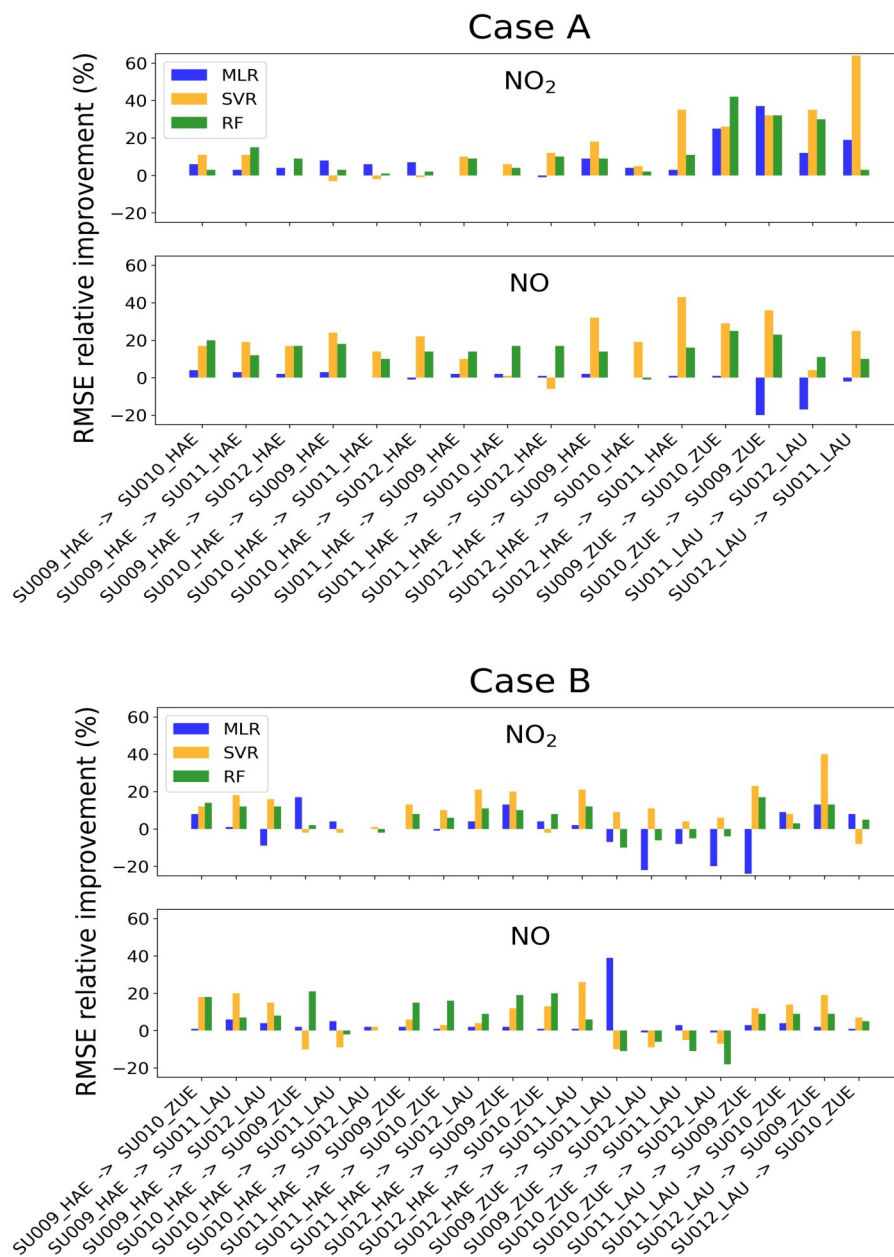 Case A
RMSE relative improvement (%)
60
40
20
0
−20
MLR
SVR
RF
NO₂
60
40
20
0
−20
NO
SU009_HAE -> SU010_HAE
SU009_HAE -> SU011_HAE
SU009_HAE -> SU012_HAE
SU010_HAE -> SU009_HAE
SU010_HAE -> SU011_HAE
SU010_HAE -> SU012_HAE
SU011_HAE -> SU009_HAE
SU011_HAE -> SU010_HAE
SU011_HAE -> SU012_HAE
SU012_HAE -> SU009_HAE
SU012_HAE -> SU010_HAE
SU012_HAE -> SU011_HAE
SU009_ZUE -> SU010_ZUE
SU010_ZUE -> SU009_ZUE
SU011_LAU -> SU012_LAU
SU012_LAU -> SU011_LAU
Case B
RMSE relative improvement (%)
60
40
20
0
−20
MLR
SVR
RF
NO₂
60
40
20
0
−20
NO
SU009_HAE -> SU010_ZUE
SU009_HAE -> SU011_LAU
SU009_HAE -> SU012_LAU
SU010_HAE -> SU009_ZUE
SU010_HAE -> SU011_LAU
SU010_HAE -> SU012_LAU
SU011_HAE -> SU009_ZUE
SU011_HAE -> SU010_ZUE
SU011_HAE -> SU012_LAU
SU012_HAE -> SU009_ZUE
SU012_HAE -> SU010_ZUE
SU012_HAE -> SU011_LAU
SU009_ZUE -> SU011_LAU
SU009_ZUE -> SU012_LAU
SU010_ZUE -> SU011_LAU
SU010_ZUE -> SU012_LAU
SU011_LAU -> SU009_ZUE
SU011_LAU -> SU010_ZUE
SU012_LAU -> SU009_ZUE
SU012_LAU -> SU010_ZUE